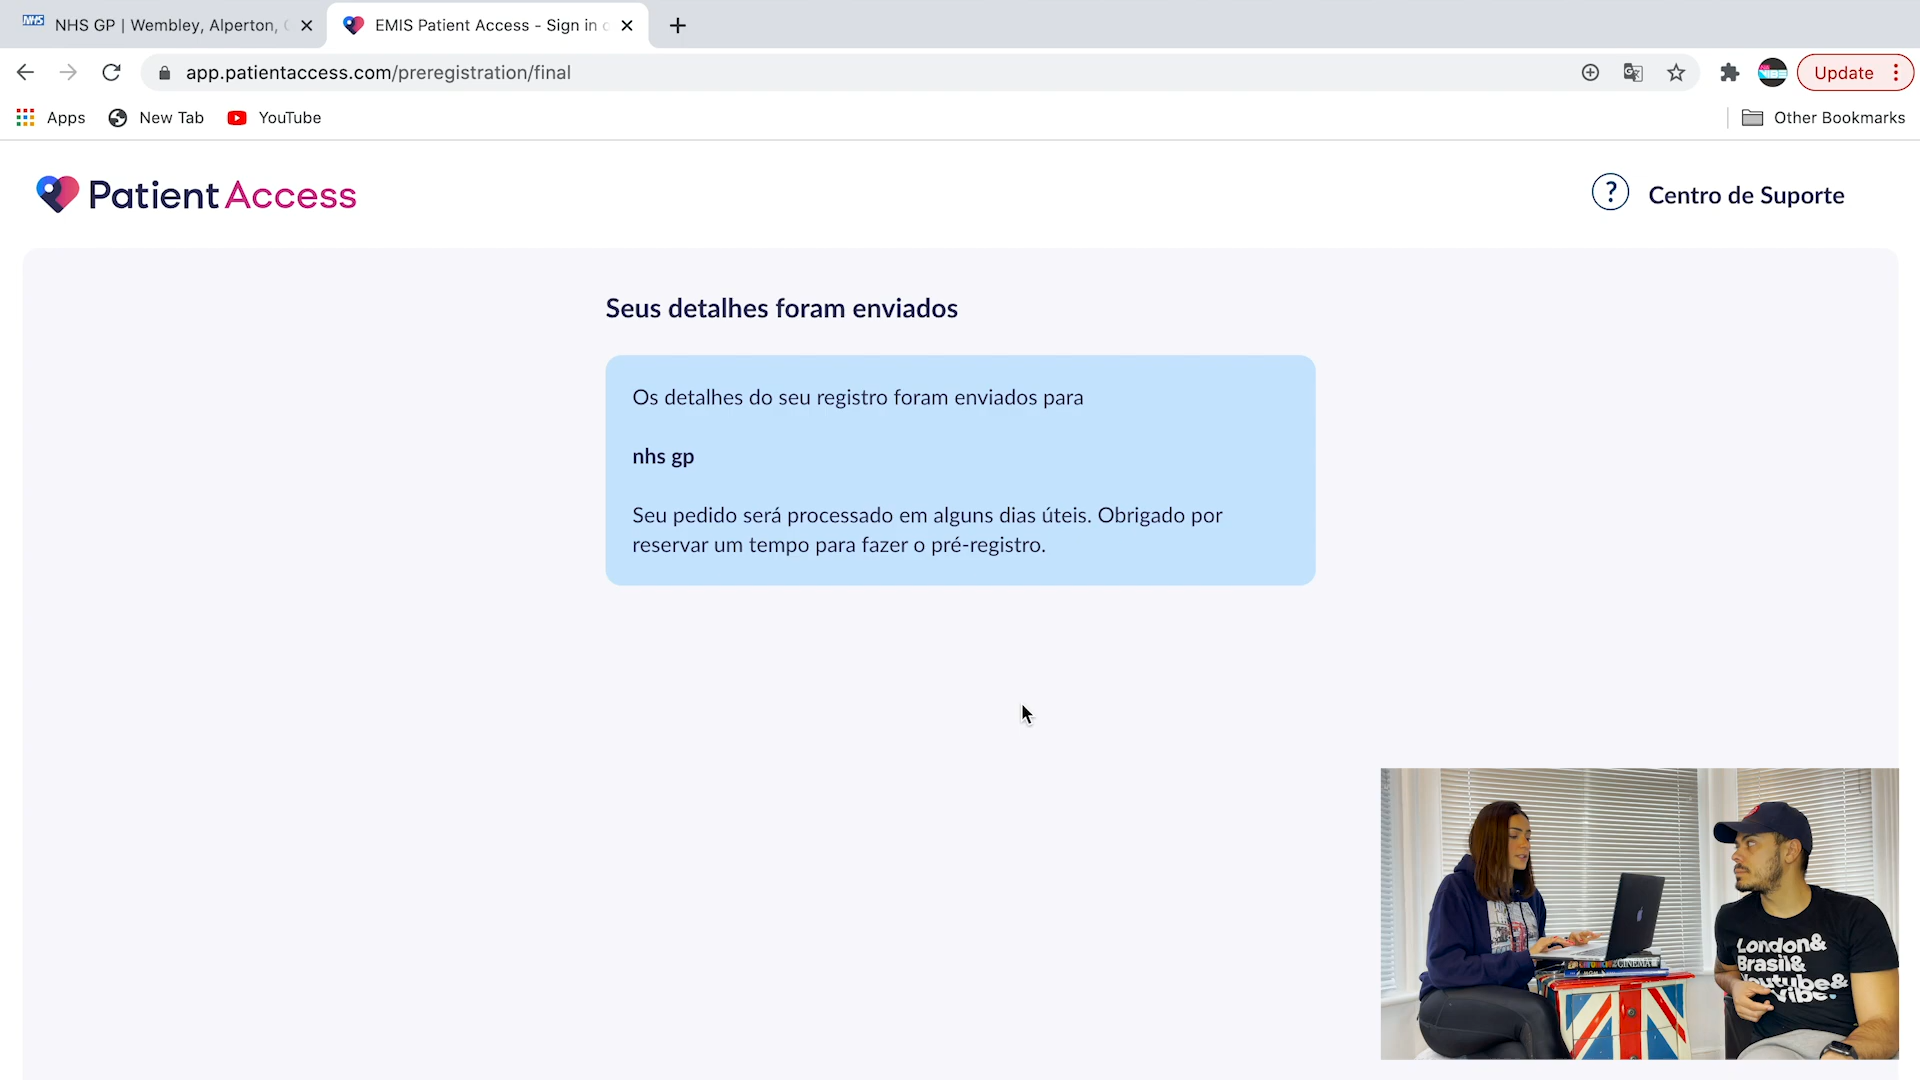 NHS GP | Wembley, Alperton,
EMIS Patient Access - Sign in
app.patientaccess.com/preregistration/final
Update
Apps
New Tab
YouTube
Other Bookmarks
Patient Access
? Centro de Suporte
Seus detalhes foram enviados
Os detalhes do seu registro foram enviados para
nhs gp
Seu pedido será processado em alguns dias úteis. Obrigado por
reservar um tempo para fazer o pré-registro.
London&
Brasil&
Youtube&
Vibe.
CINEMA